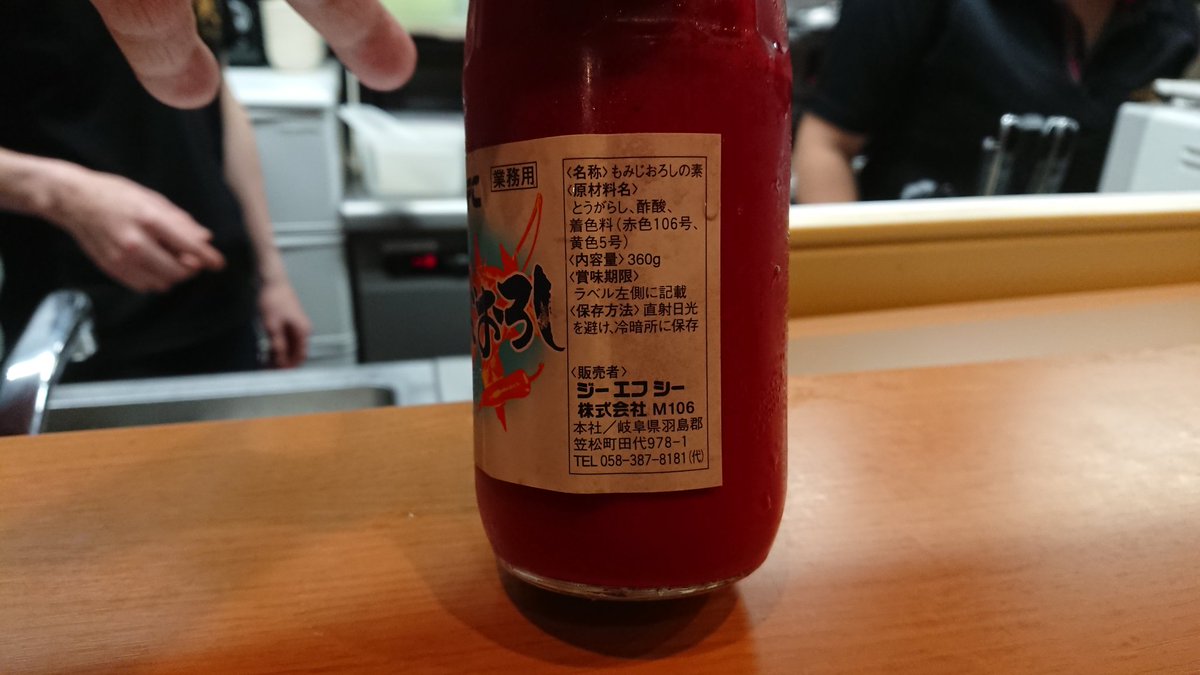 業務用
おろし
〈名称〉もみじおろしの素
〈原材料名〉
とうがらし、酢酸、
着色料(赤色106号、
黄色5号)
〈内容量〉360g
〈賞味期限〉
ラベル左側に記載
〈保存方法〉直射日光
を避け、冷暗所に保存
〈販売者〉
ジーエフシー
株式会社 M106
本社/岐阜県羽島郡
笠松町田代978-1
TEL 058-387-8181(代)